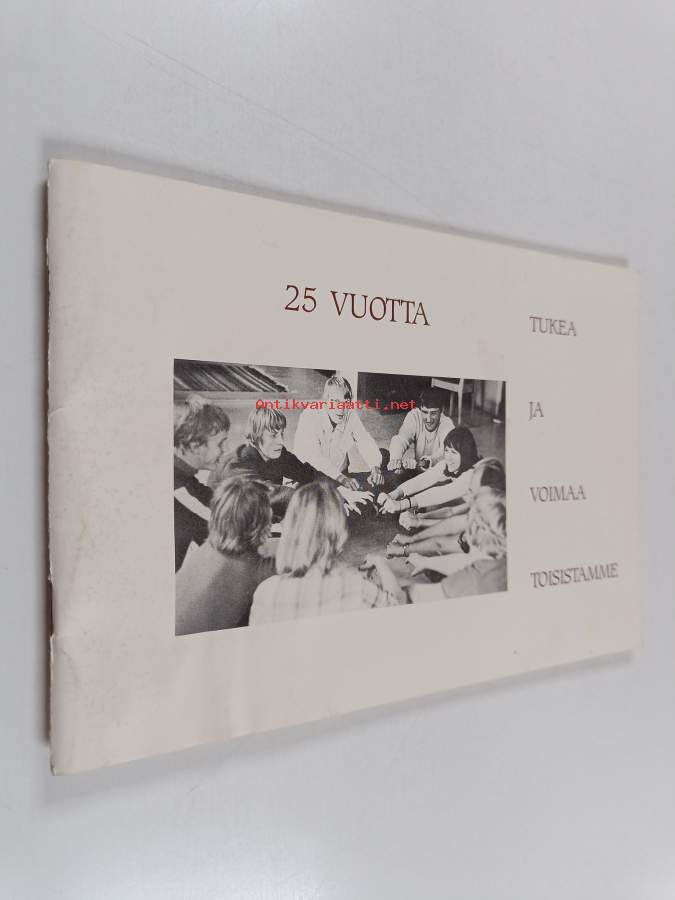 25 VUOTTA
TUKEA
JA
VOIMAA
TOISISTAMME
Antikvariaatti.net